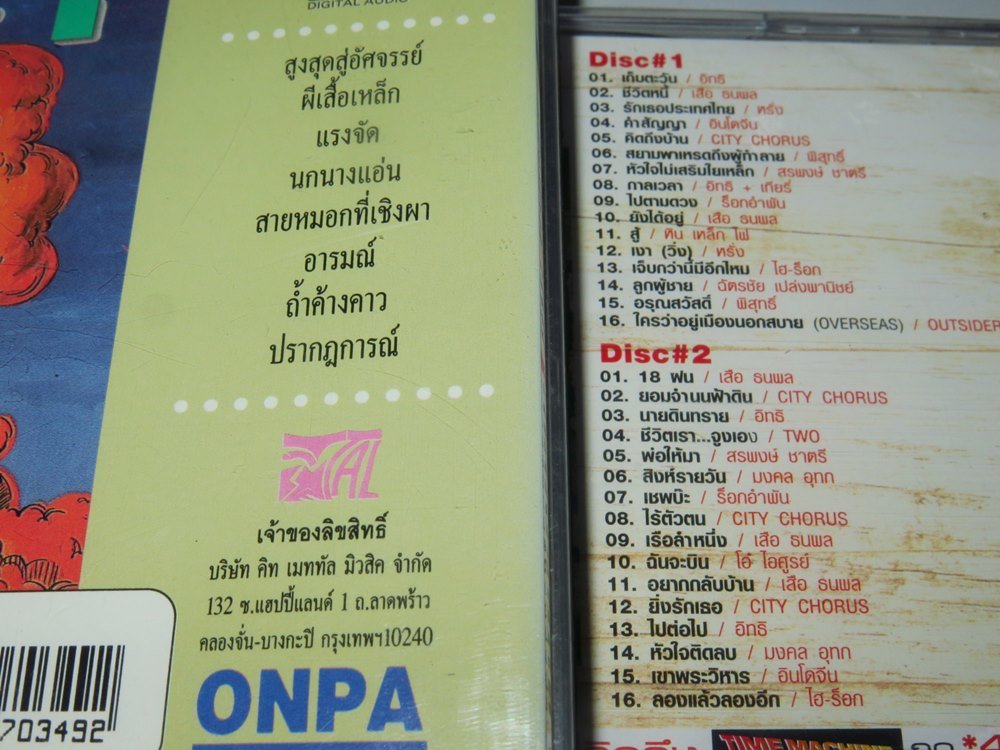 DIGITAL AUDIO
สูงสุดสู่อัศจรรย์
ผีเสื้อเหล็ก
แรงจัด
นกนางแอ่น
สายหมอกที่เชิงผา
อารมณ์
ถ้ำค้างคาว
ปรากฎการณ์
เจ้าของลิขสิทธิ์
บริษัท คิท เมททัล มิวสิค จำกัด
132 ซ.แฮปปี้แลนด์ 1 ถ.ลาดพร้าว
คลองจั่น-บางกะปิ กรุงเทพฯ10240
ONPA
703492
Disc#1
01. เก็บตะวัน / อิทธิ
02. ชีวิตหนี้ / เสือ ธนพล
03. รักเธอประเทศไทย / หรั่ง
04. คำสัญญา / อินโดจีน
05. คิดถึงบ้าน / CITY CHORUS
06. สยามพาเหรดถึงผู้ทำลาย / พิสุทธิ์
07. หัวใจไม่เสริมใยเหล็ก / สรพงษ์ ชาตรี
08. กาลเวลา / อิทธิ + เกียรี่
09. ไปตามดวง / ร็อกอำพัน
10. ยังได้อยู่ / เสือ ธนพล
11. สู้ / หิน เหล็ก ไฟ
12. เงา (วิ่ง) / หรั่ง
13. เจ็บกว่านี้มีอีกไหม / ไฮ-ร็อก
14. ลูกผู้ชาย / ฉัตรชัย เปล่งพานิชย์
15. อรุณสวัสดิ์ / พิสุทธิ์
16. ใครว่าอยู่เมืองนอกสบาย (OVERSEAS) / OUTSIDER
Disc#2
01. 18 ฝน / เสือ ธนพล
02. ยอมจำนนฟ้าดิน / CITY CHORUS
03. นายดินทราย / อิทธิ
04. ชีวิตเรา...จูงเอง / TWO
05. พ่อให้มา / สรพงษ์ ชาตรี
06. สิงห์รายวัน / มงคล อุทก
07. เชพบ๊ะ / ร็อกอำพัน
08. ไร้ตัวตน / CITY CHORUS
09. เรือลำหนึ่ง / เสือ ธนพล
10. ฉันจะบิน / โอ๋ ไอศูรย์
11. อยากกลับบ้าน / เสือ ธนพล
12. ยิ่งรักเธอ / CITY CHORUS
13. ไปต่อไป / อิทธิ
14. หัวใจติดลบ / มงคล อุทก
15. เขาพระวิหาร / อินโดจีน
16. ลองแล้วลองอีก / ไฮ-ร็อก
TIME MACHINE